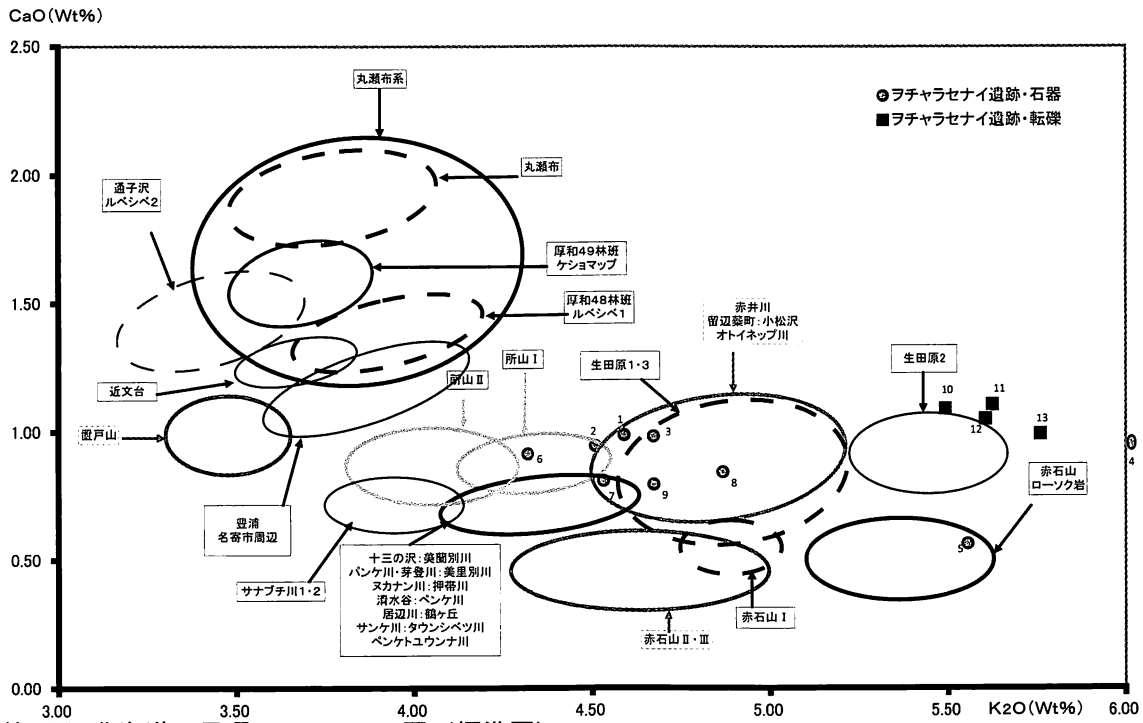 CaO(Wt%)
2.50
2.00
1.50
1.00
0.50
0.00
3.00
3.50
4.00
4.50
5.00
5.50
6.00
K2O(Wt%)
ヲチャラセナイ遺跡・石器
ヲチャラセナイ遺跡・転礫
丸瀬布系
丸瀬布
通子沢
ルベシベ2
厚和49林班
ケショマップ
厚和48林班
ルベシベ1
近文台
置戸山
豊浦
名寄市周辺
サナブチ川1・2
所山Ⅰ
所山Ⅱ
生田原1・3
赤井川
留辺蘂町:小松沢
オトイネップ川
生田原2
赤石山
ローソク岩
赤石山Ⅰ
赤石山Ⅱ・Ⅲ
十三の沢:美蘭別川
パンケ川・芽登川:美里別川
ヌカナン川:押帯川
清水谷:ペンケ川
居辺川:鶴ヶ丘
サンケ川:タウンシベツ川
ペンケトユウンナ川
1
2
3
4
5
6
7
8
9
10
11
12
13